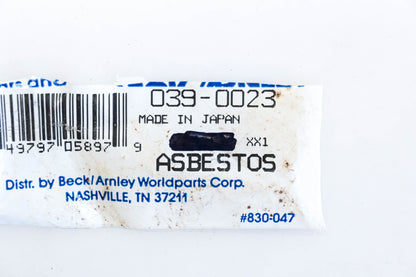 039-0023
MADE IN JAPAN
XX1
49797 05897 9
ASBESTOS
Distr. by Beck/Arnley Worldparts Corp.
NASHVILLE, TN 37211
#830-047